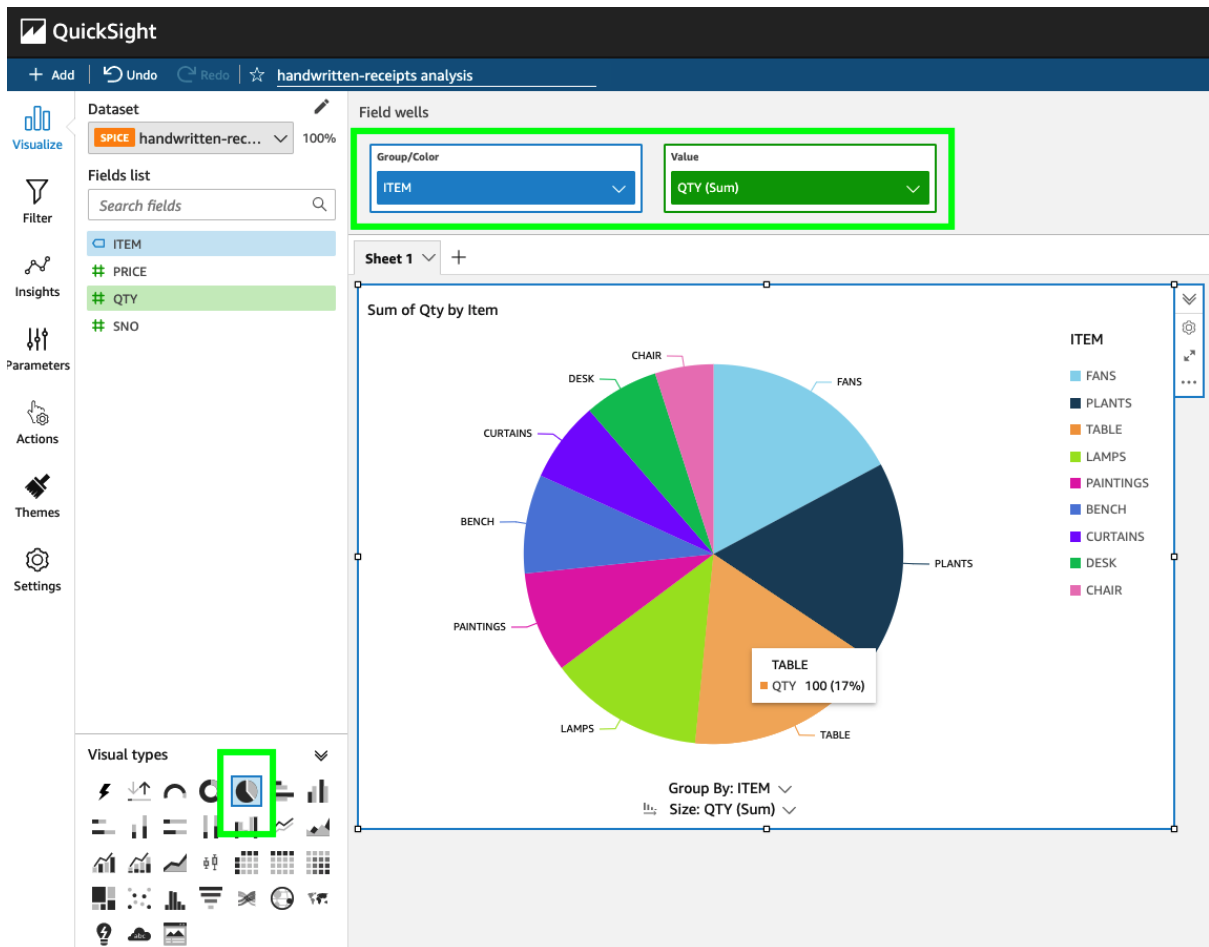 QuickSight
+ Add Undo Redo handwritten-receipts analysis
Visualize
Filter
Insights
Parameters
Actions
Themes
Settings
Dataset
SPICE handwritten-rec... 100%
Fields list
Search fields
ITEM
PRICE
QTY
SNO
Visual types
abc
Field wells
Group/Color
ITEM
Value
QTY (Sum)
Sheet 1 +
Sum of Qty by Item
CHAIR
DESK
FANS
CURTAINS
BENCH
PLANTS
PAINTINGS
LAMPS
TABLE
TABLE
QTY 100 (17%)
Group By: ITEM
Size: QTY (Sum)
ITEM
FANS
PLANTS
TABLE
LAMPS
PAINTINGS
BENCH
CURTAINS
DESK
CHAIR